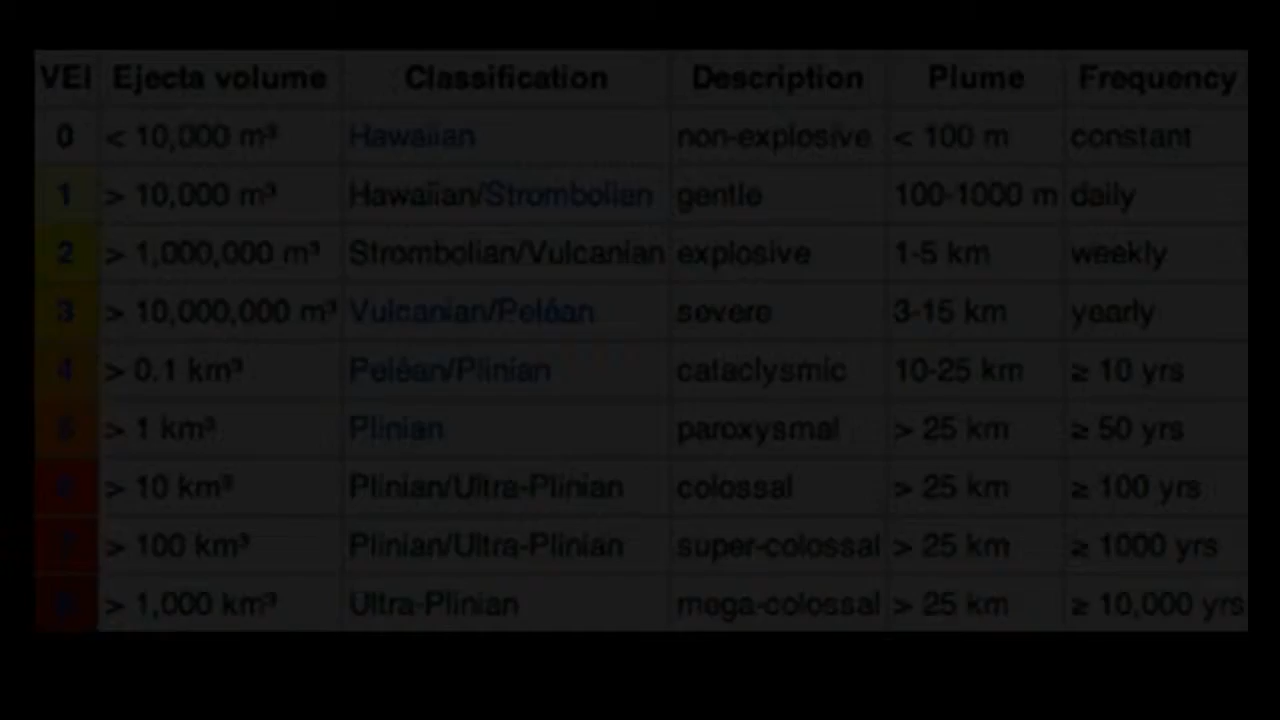 VEI Ejecta volume Classification Description Plume Frequency
0 < 10,000 m³ Hawaiian non-explosive < 100 m constant
1 > 10,000 m³ Hawaiian/Strombolian gentle 100-1000 m daily
2 > 1,000,000 m³ Strombolian/Vulcanian explosive 1-5 km weekly
3 > 10,000,000 m³ Vulcanian/Peléan severe 3-15 km yearly
4 > 0.1 km³ Peléan/Plinian cataclysmic 10-25 km ≥ 10 yrs
5 > 1 km³ Plinian paroxysmal > 25 km ≥ 50 yrs
6 > 10 km³ Plinian/Ultra-Plinian colossal > 25 km ≥ 100 yrs
7 > 100 km³ Plinian/Ultra-Plinian super-colossal > 25 km ≥ 1000 yrs
8 > 1,000 km³ Ultra-Plinian mega-colossal > 25 km ≥ 10,000 yrs